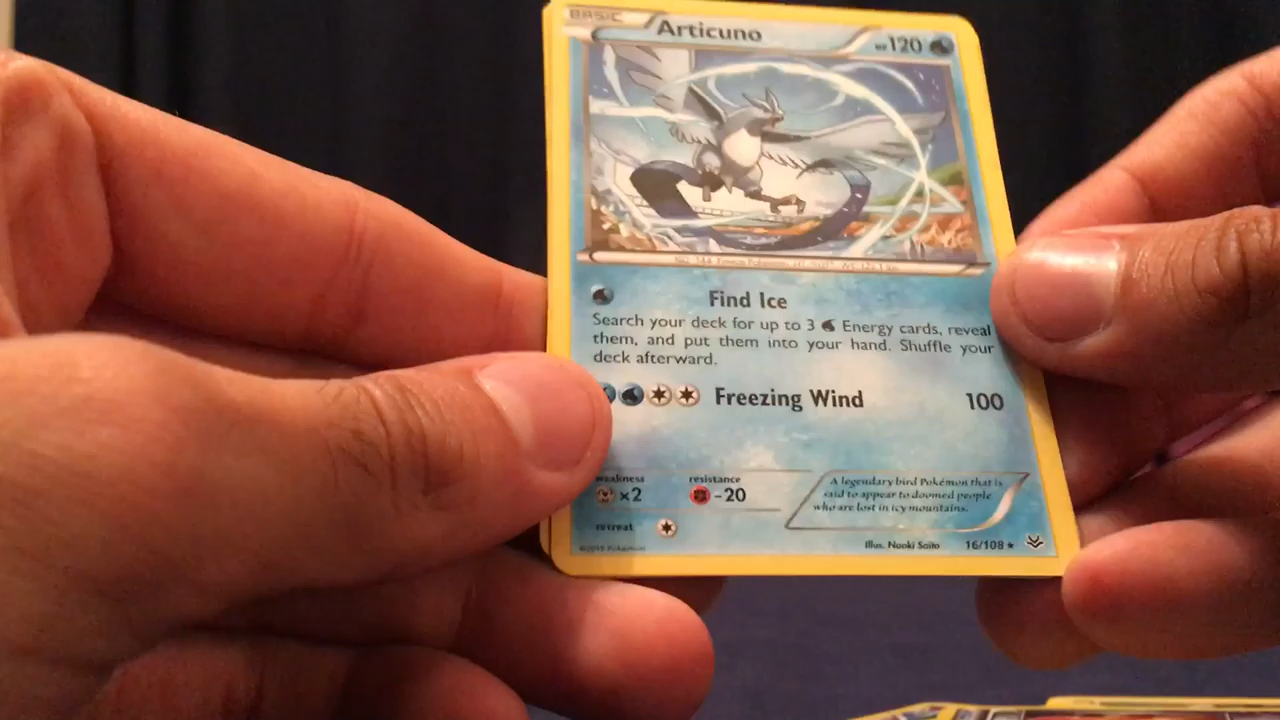 BASIC Articuno HP120
Find Ice
Search your deck for up to 3 Energy cards, reveal
them, and put them into your hand. Shuffle your
deck afterward.
Freezing Wind 100
weakness resistance
×2 -20
A legendary bird Pokémon that is
said to appear to doomed people
who are lost in icy mountains.
retreat
©2015 Pokémon Illus. Naoki Saito 16/108 ★